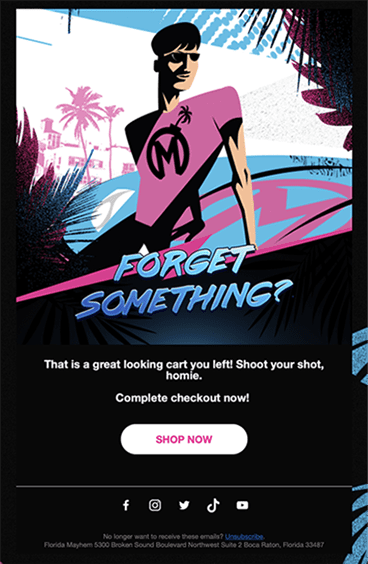 FORGET
SOMETHING?
That is a great looking cart you left! Shoot your shot,
homie.
Complete checkout now!
SHOP NOW
No longer want to receive these emails? Unsubscribe.
Florida Mayhem 5300 Broken Sound Boulevard Northwest Suite 2 Boca Raton, Florida 33487